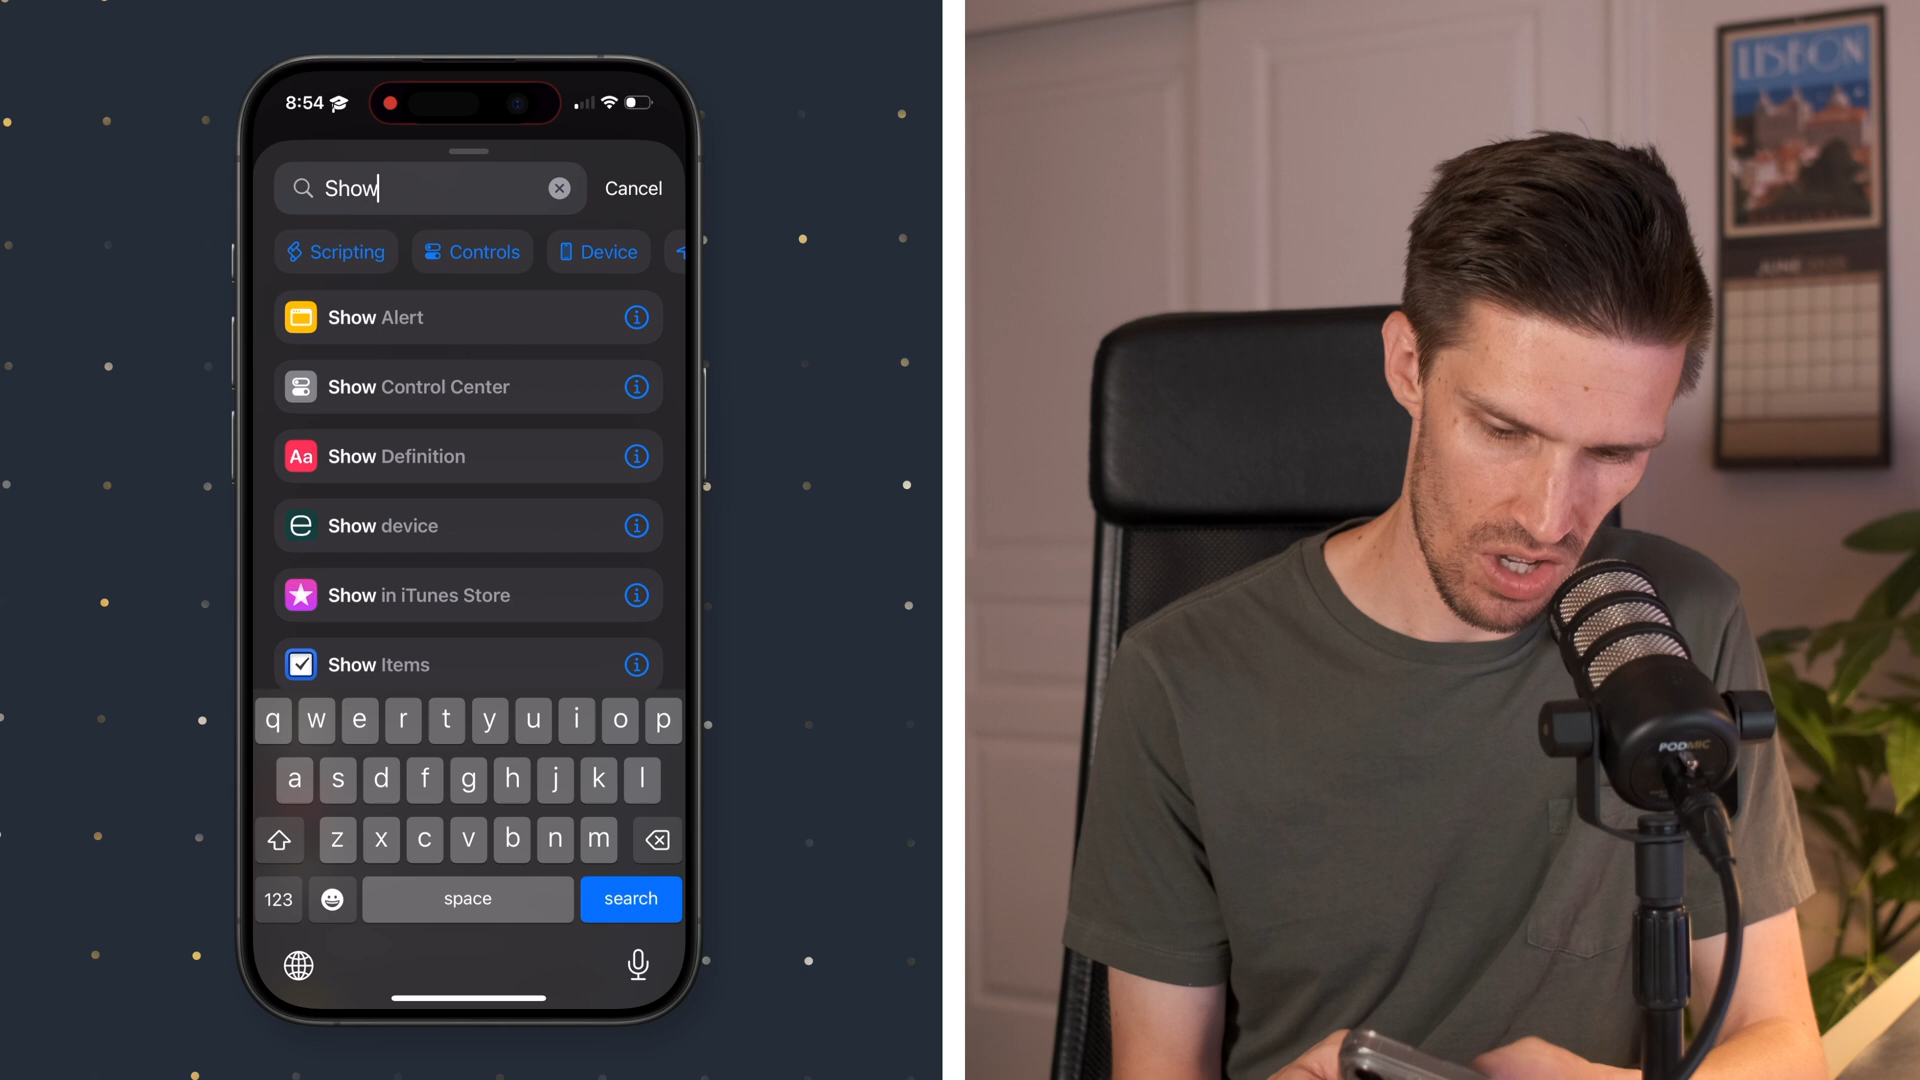 8:54
Show
Cancel
Scripting
Controls
Device
Show Alert
Show Control Center
Aa
Show Definition
Show device
Show in iTunes Store
Show Items
q w e r t y u i o p
a s d f g h j k l
z x c v b n m
123
space
search
LISBON
JUNE
PODMIC